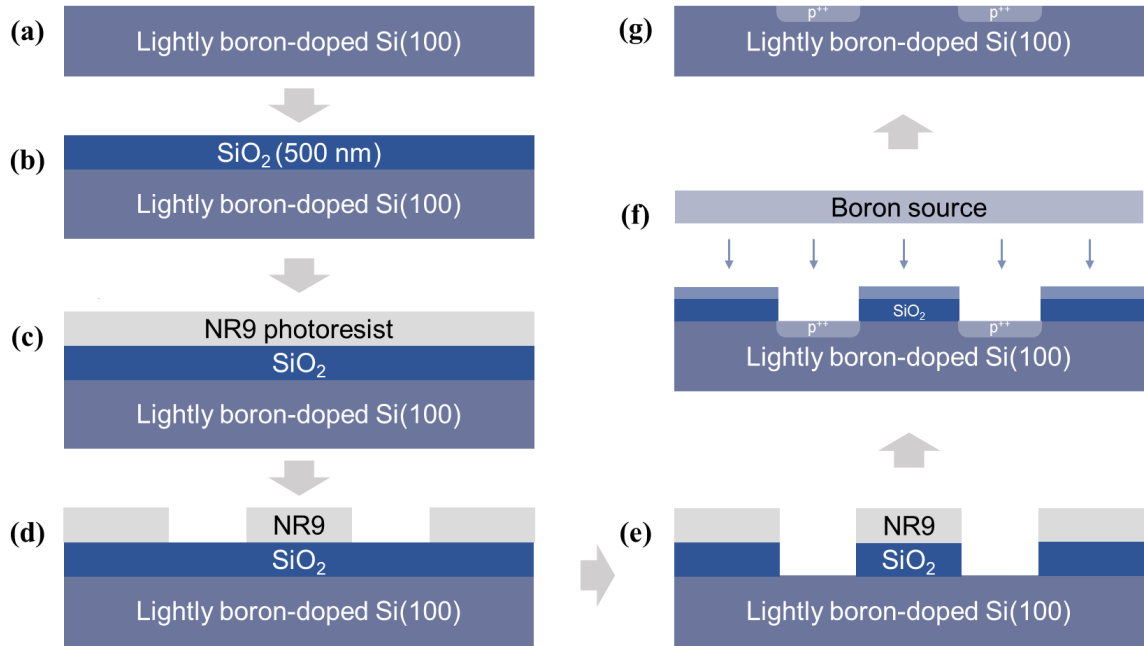 (a)
Lightly boron-doped Si(100)
(b)
SiO₂ (500 nm)
Lightly boron-doped Si(100)
(c)
NR9 photoresist
SiO₂
Lightly boron-doped Si(100)
(d)
NR9
SiO₂
Lightly boron-doped Si(100)
(e)
NR9
SiO₂
Lightly boron-doped Si(100)
(f)
Boron source
SiO₂
p⁺⁺ p⁺⁺
Lightly boron-doped Si(100)
(g)
p⁺⁺ p⁺⁺
Lightly boron-doped Si(100)